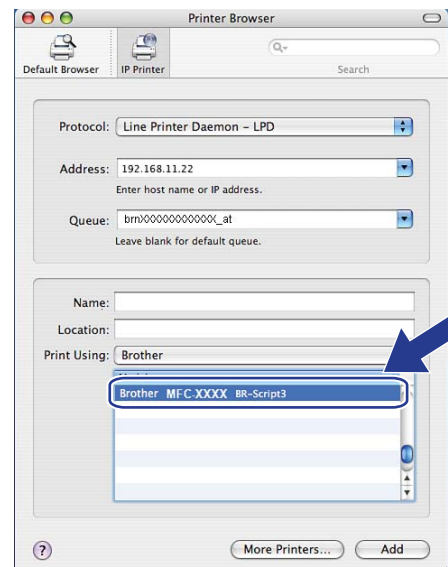 Printer Browser
Default Browser
IP Printer
Search
Protocol: Line Printer Daemon – LPD
Address: 192.168.11.22
Enter host name or IP address.
Queue: brnXXXXXXXXXXXX_at
Leave blank for default queue.
Name:
Location:
Print Using: Brother
Brother MFC-XXXX BR-Script3
? More Printers... Add